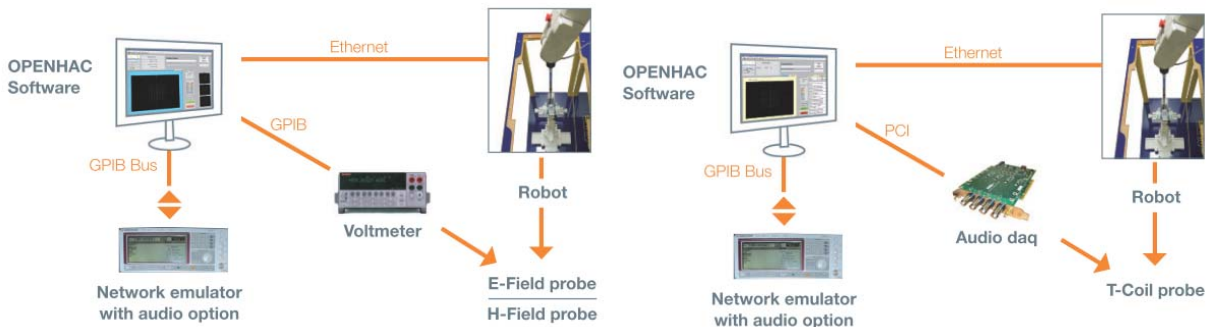 Ethernet
OPENHAC
Software
GPIB
GPIB Bus
Robot
Voltmeter
E-Field probe
H-Field probe
Network emulator
with audio option
Ethernet
OPENHAC
Software
PCI
GPIB Bus
Robot
Audio daq
T-Coil probe
Network emulator
with audio option